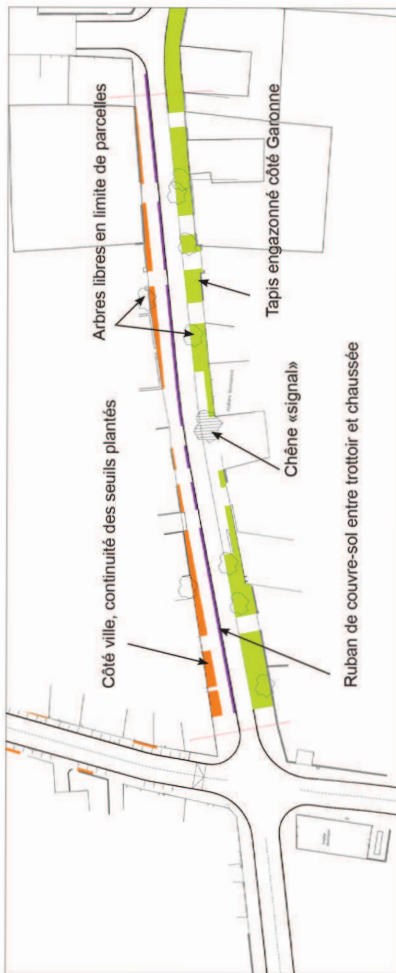 Côté ville, continuité des seuils plantés
Arbres libres en limite de parcelles
Ruban de couvre-sol entre trottoir et chaussée
Chêne «signal»
Tapis engazonné côté Garonne